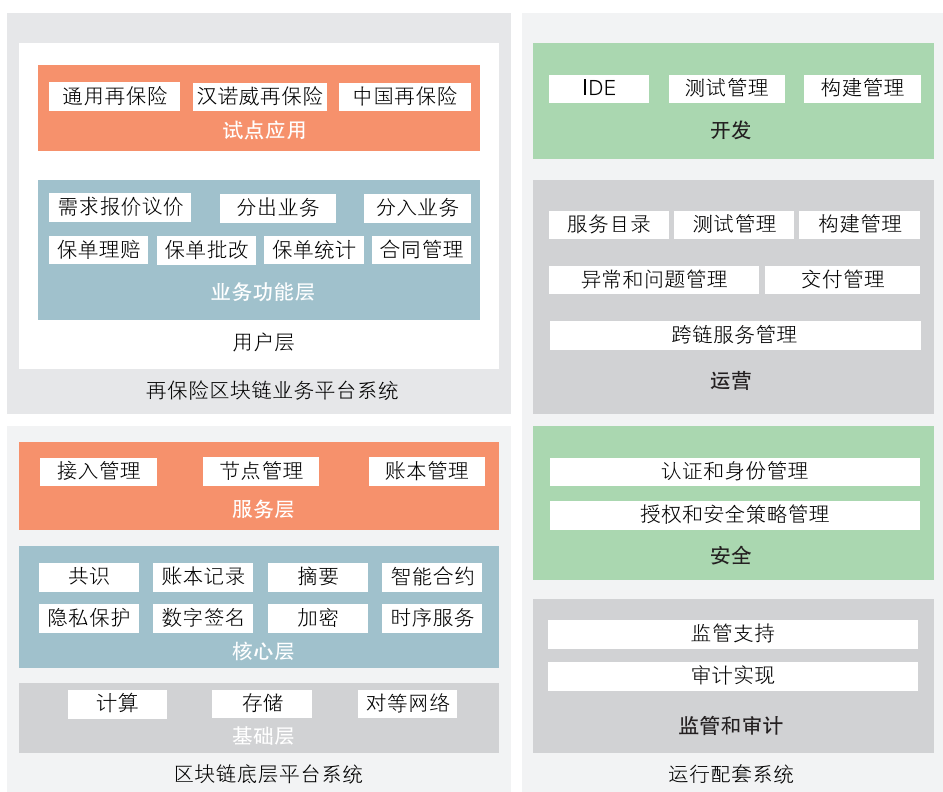 通用再保险 汉诺威再保险 中国再保险
试点应用
需求报价议价 分出业务 分入业务
保单理赔 保单批改 保单统计 合同管理
业务功能层
用户层
再保险区块链业务平台系统
接入管理 节点管理 账本管理
服务层
共识 账本记录 摘要 智能合约
隐私保护 数字签名 加密 时序服务
核心层
计算 存储 对等网络
基础层
区块链底层平台系统
IDE 测试管理 构建管理
开发
服务目录 测试管理 构建管理
异常和问题管理 交付管理
跨链服务管理
运营
认证和身份管理
授权和安全策略管理
安全
监管支持
审计实现
监管和审计
运行配套系统